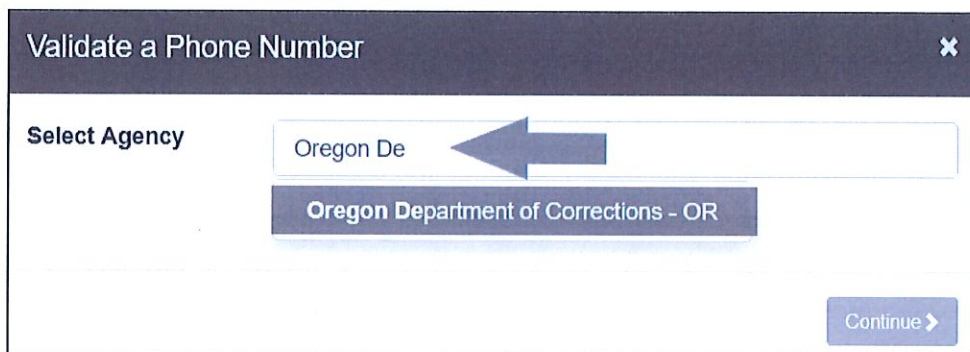 Validate a Phone Number ×
Select Agency
Oregon De
Oregon Department of Corrections - OR
Continue